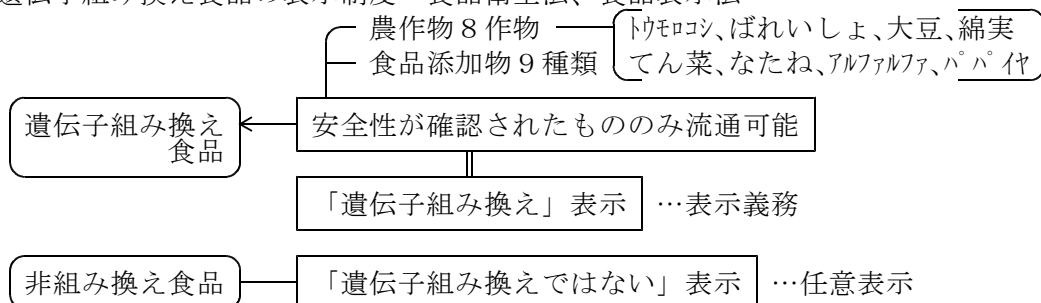 遺伝子組み換え食品の表示制度 食品衛生法、食品表示法
農作物８作物 ﾄｳﾓﾛｺｼ、ばれいしょ、大豆、綿実
食品添加物９種類 てん菜、なたね、ｱﾙﾌｧﾙﾌｧ、ﾊﾟﾊﾟｲﾔ
遺伝子組み換え
食品
安全性が確認されたもののみ流通可能
「遺伝子組み換え」表示 …表示義務
非組み換え食品 「遺伝子組み換えではない」表示 …任意表示